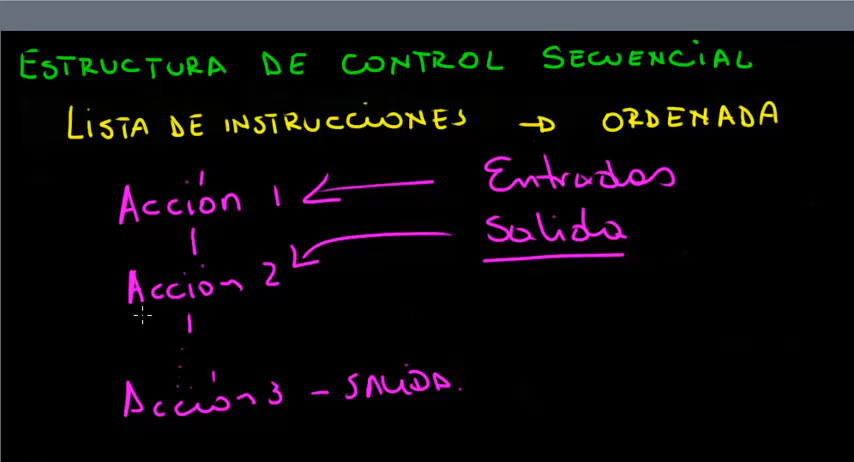 ESTRUCTURA DE CONTROL SECUENCIAL
LISTA DE INSTRUCCIONES → ORDENADA
Acción 1 ← Entradas
Salida
Acción 2
Acción 3 - SALIDA.